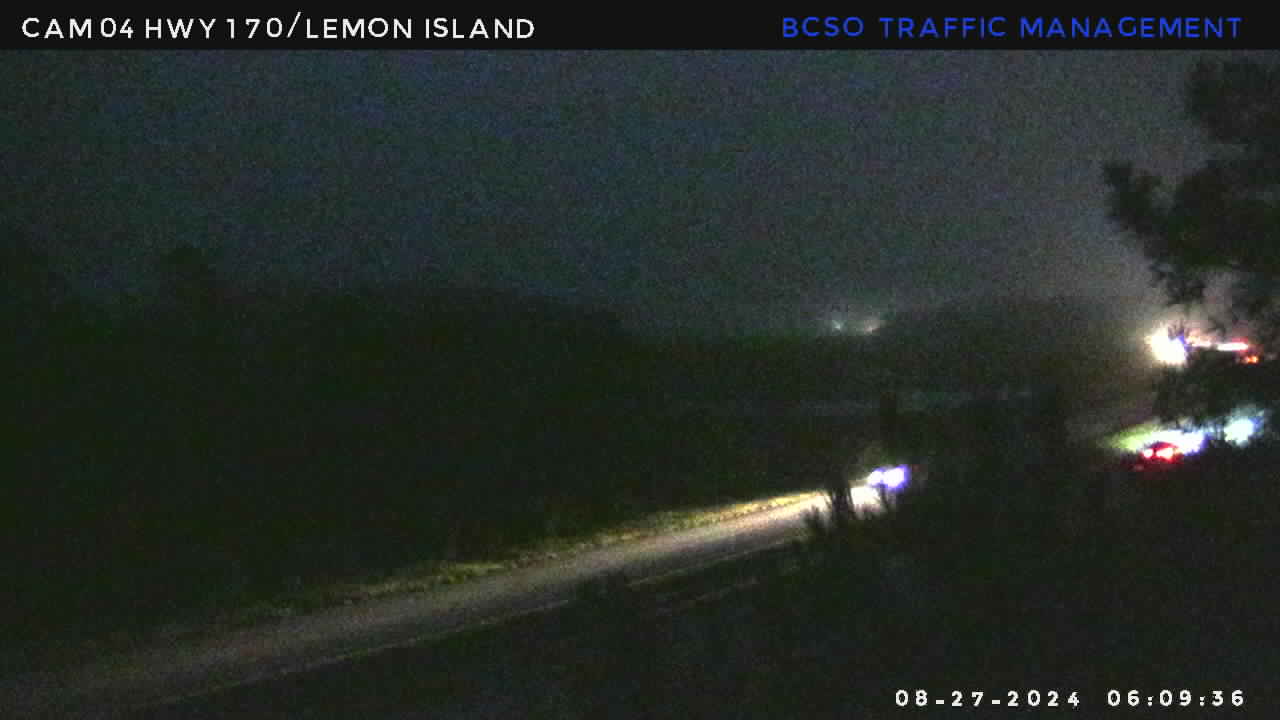 CAM04 HWY 170/LEMON ISLAND
BCSO TRAFFIC MANAGEMENT
08-27-2024 06:09:36